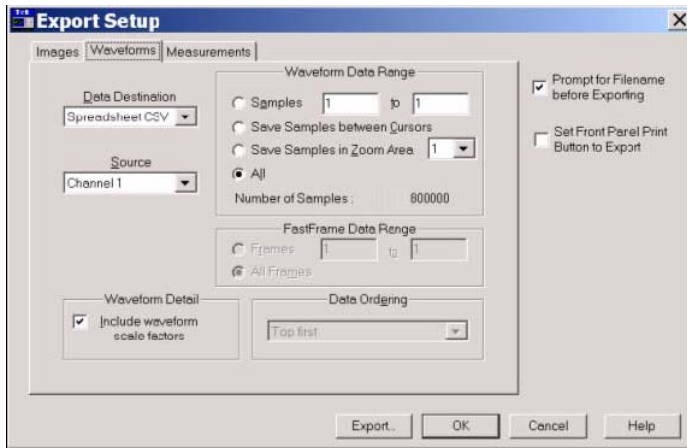 Export Setup
Images Waveforms Measurements
Data Destination
Spreadsheet CSV
Source
Channel 1
Waveform Data Range
Samples 1 to 1
Save Samples between Cursors
Save Samples in Zoom Area 1
All
Number of Samples : 800000
FastFrame Data Range
Frames 1 to 1
All Frames
Waveform Detail
Include waveform
scale factors
Data Ordering
Top first
Prompt for Filename
before Exporting
Set Front Panel Print
Button to Export
Export.. OK Cancel Help